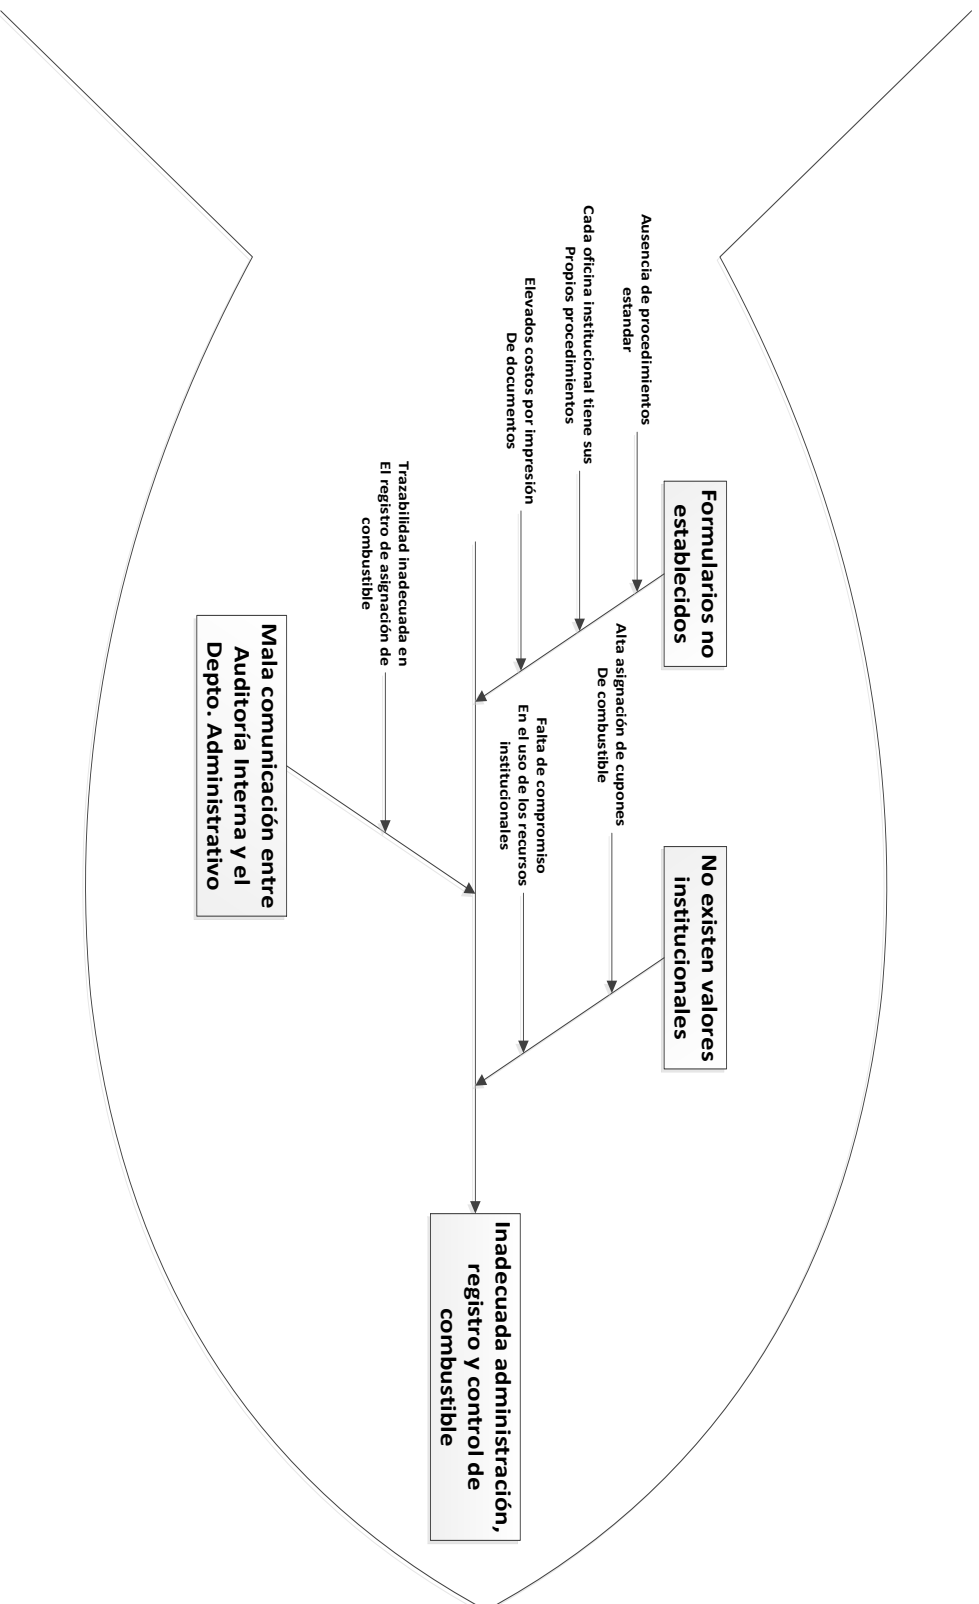 Formularios no
establecidos
No existen valores
institucionales
Ausencia de procedimientos
estandar
Cada oficina institucional tiene sus
Propios procedimientos
Elevados costos por impresión
De documentos
Alta asignación de cupones
De combustible
Falta de compromiso
En el uso de los recursos
institucionales
Inadecuada administración,
registro y control de
combustible
Trazabilidad inadecuada en
El registro de asignación de
combustible
Mala comunicación entre
Auditoría Interna y el
Depto. Administrativo